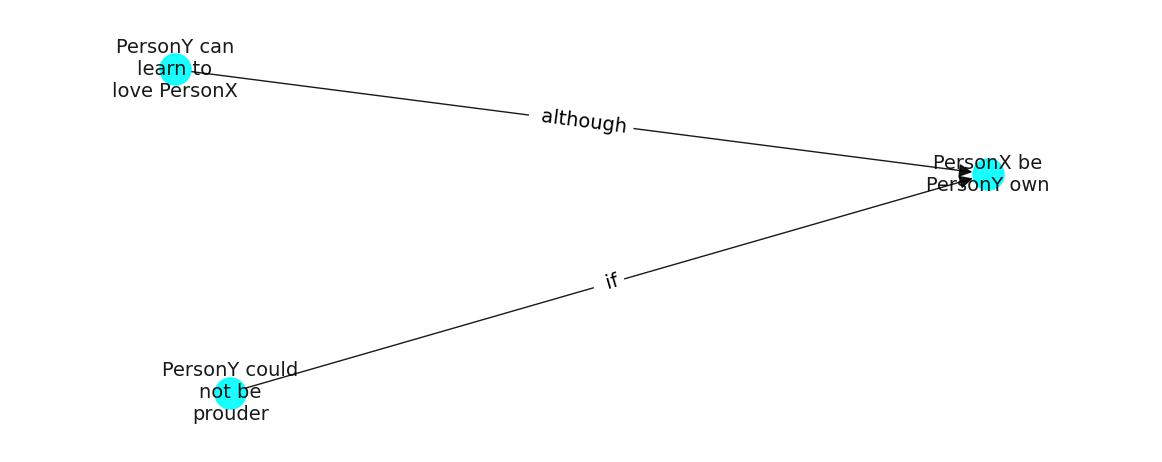 PersonY can
learn to
love PersonX
although
PersonX be
PersonY own
if
PersonY could
not be
prouder